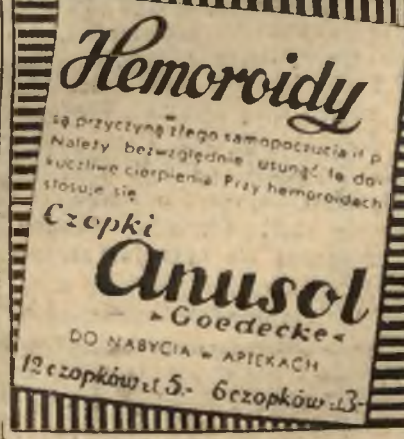 Hemoroidy
są przyczyną złego samopoczucia it p
Należy bezwzględnie usunąć te do-
kuczliwe cierpienia. Przy hemoroidach
stosuje się
Czopki
Anusol
"Goedecke"
DO NABYCIA w APTEKACH
12 czopków zł 5.- 6 czopków zł 3-